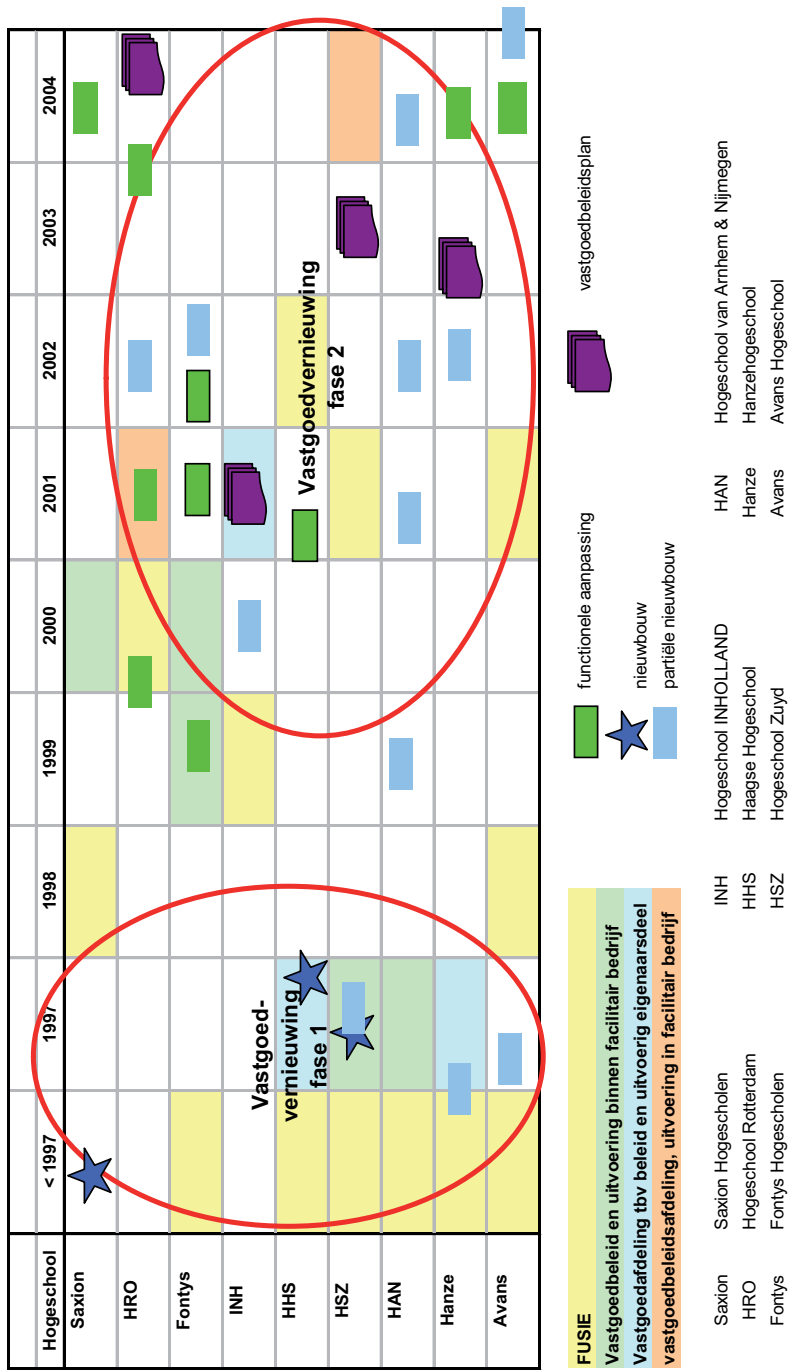 Hogeschool < 1997 1997 1998 1999 2000 2001 2002 2003 2004
Saxion
HRO
Fontys
INH
HHS
HSZ
HAN
Hanze
Avans
Vastgoed-
vernieuwing
fase 1
Vastgoedvernieuwing
fase 2
FUSIE
Vastgoedbeleid en uitvoering binnen facilitair bedrijf
Vastgoedafdeling tbv beleid en uitvoerig eigenaarsdeel
vastgoedbeleidsafdeling, uitvoering in facilitair bedrijf
functionele aanpassing
nieuwbouw
partiële nieuwbouw
vastgoedbeleidsplan
Saxion Saxion Hogescholen INH Hogeschool INHOLLAND HAN Hogeschool van Arnhem & Nijmegen
HRO Hogeschool Rotterdam HHS Haagse Hogeschool Hanze Hanzehogeschool
Fontys Fontys Hogescholen HSZ Hogeschool Zuyd Avans Avans Hogeschool